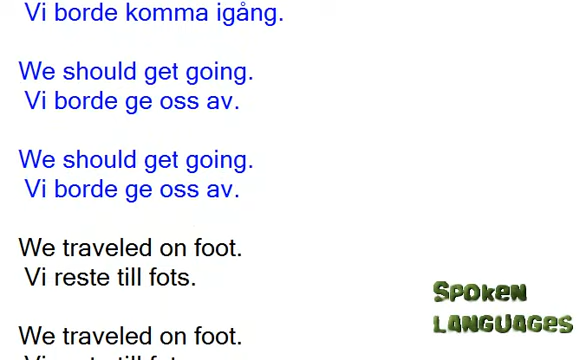 Vi borde komma igång.
We should get going.
Vi borde ge oss av.
We should get going.
Vi borde ge oss av.
We traveled on foot.
Vi reste till fots.
We traveled on foot.
Spoken
Languages